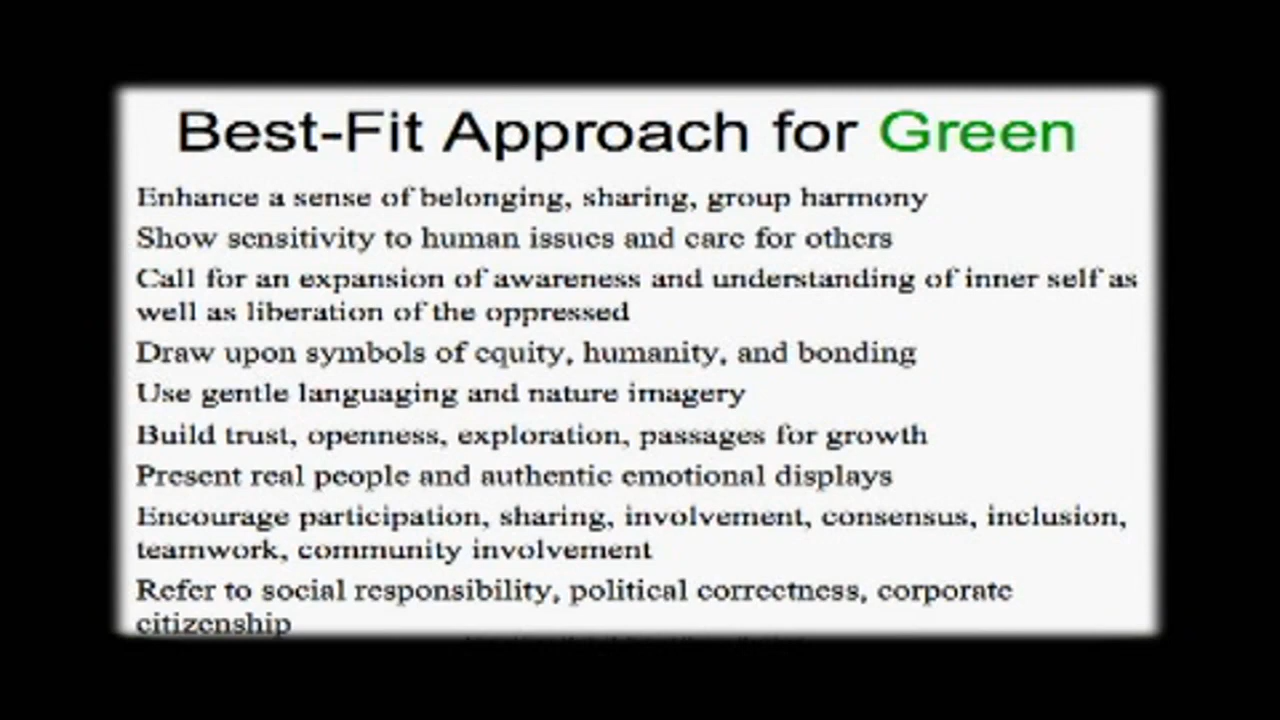 Best-Fit Approach for Green
Enhance a sense of belonging, sharing, group harmony
Show sensitivity to human issues and care for others
Call for an expansion of awareness and understanding of inner self as
well as liberation of the oppressed
Draw upon symbols of equity, humanity, and bonding
Use gentle languaging and nature imagery
Build trust, openness, exploration, passages for growth
Present real people and authentic emotional displays
Encourage participation, sharing, involvement, consensus, inclusion,
teamwork, community involvement
Refer to social responsibility, political correctness, corporate
citizenship